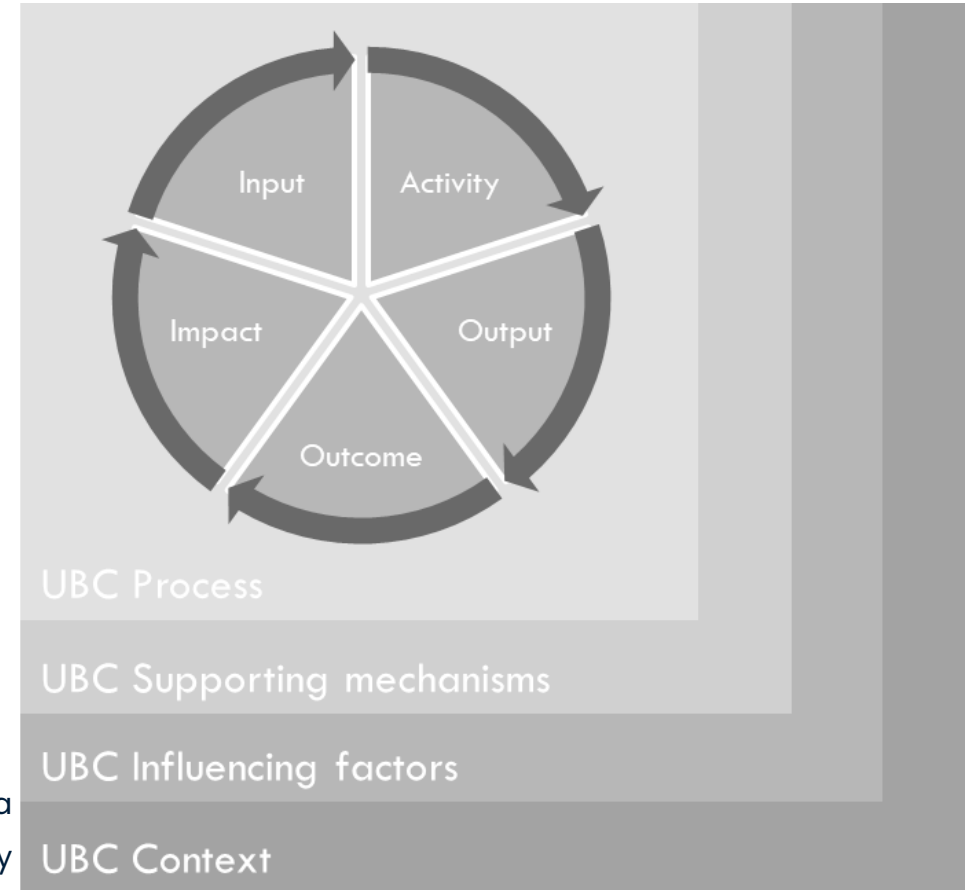 Input Activity
Impact Output
Outcome
UBC Process
UBC Supporting mechanisms
UBC Influencing factors
a
y UBC Context